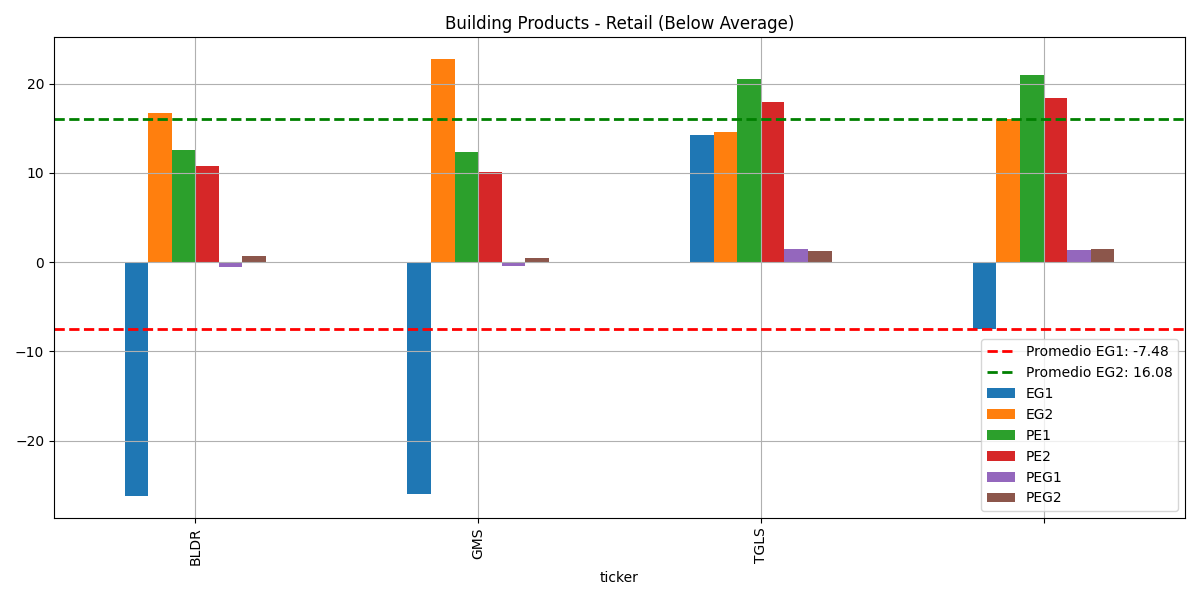 Building Products - Retail (Below Average)
20
10
0
−10
−20
BLDR
GMS
TGLS
ticker
Promedio EG1: -7.48
Promedio EG2: 16.08
EG1
EG2
PE1
PE2
PEG1
PEG2